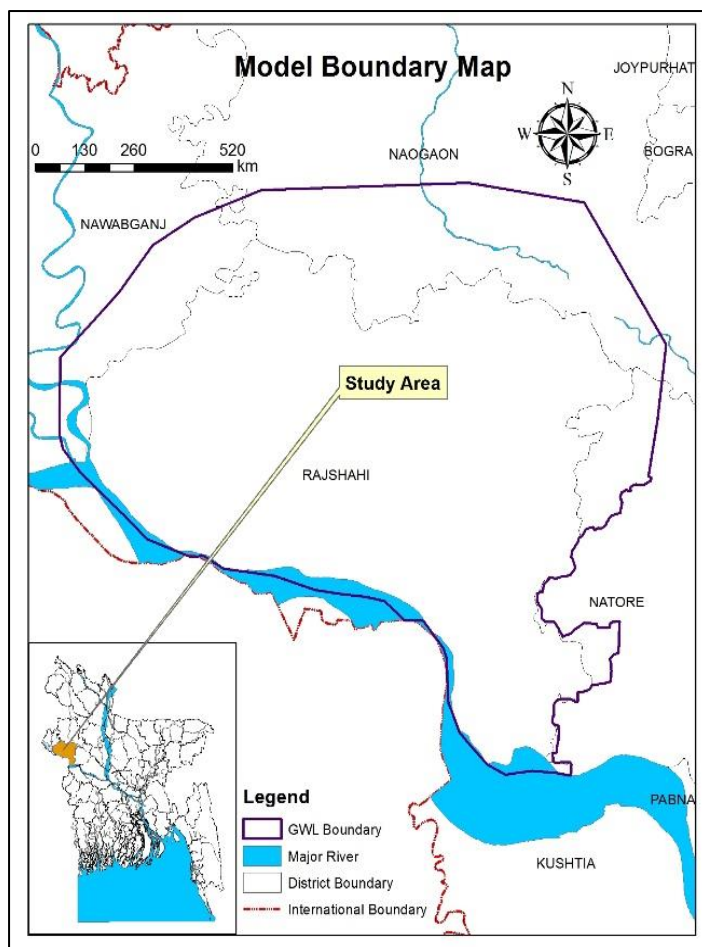 Model Boundary Map
JOYPURHAT
N
W E
S
NAOGAON
BOGRA
0 130 260 520
km
NAWABGANJ
Study Area
RAJSHAHI
NATORE
Legend
GWL Boundary
Major River
District Boundary
International Boundary
PABNA
KUSHTIA